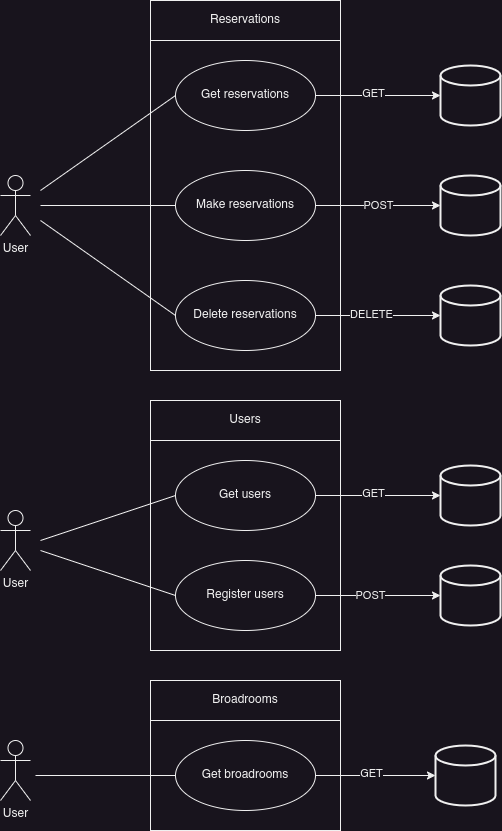 Reservations
Get reservations
GET
Make reservations
POST
User
Delete reservations
DELETE
Users
Get users
GET
User
Register users
POST
Broadrooms
Get broadrooms
GET
User